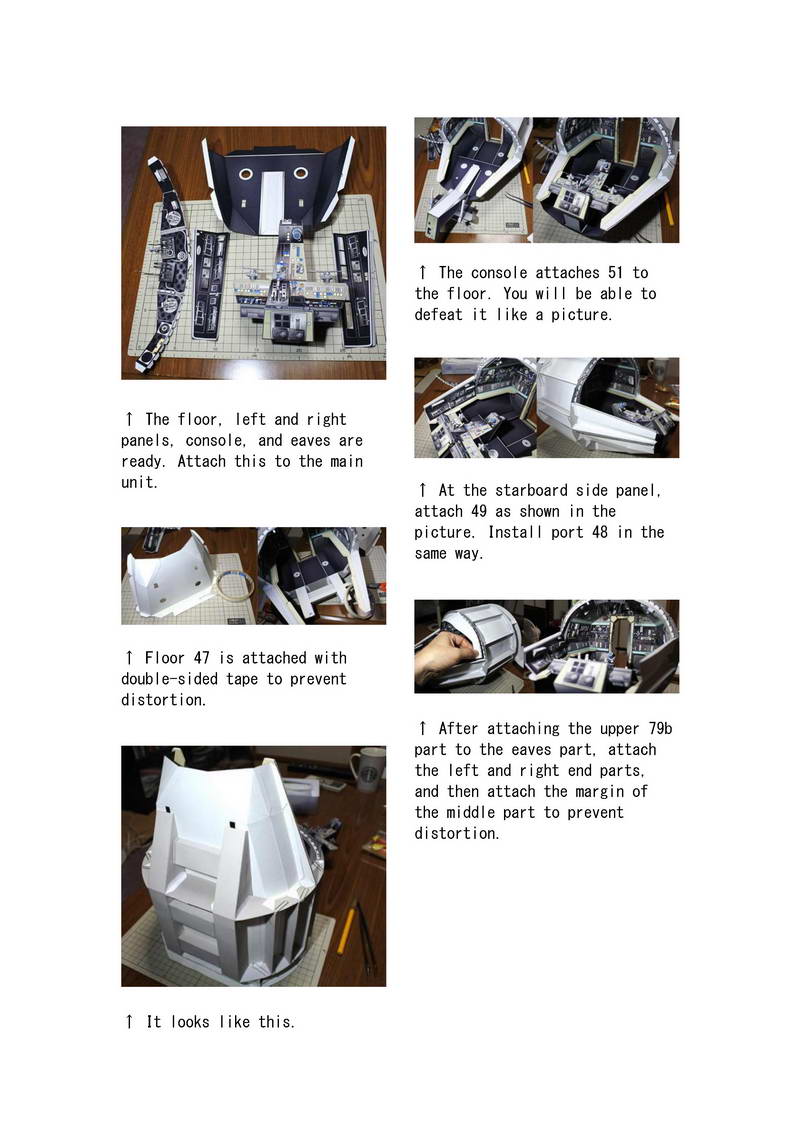 ↑ The floor, left and right
panels, console, and eaves are
ready. Attach this to the main
unit.
↑ Floor 47 is attached with
double-sided tape to prevent
distortion.
↑ It looks like this.
↑ The console attaches 51 to
the floor. You will be able to
defeat it like a picture.
↑ At the starboard side panel,
attach 49 as shown in the
picture. Install port 48 in the
same way.
↑ After attaching the upper 79b
part to the eaves part, attach
the left and right end parts,
and then attach the margin of
the middle part to prevent
distortion.